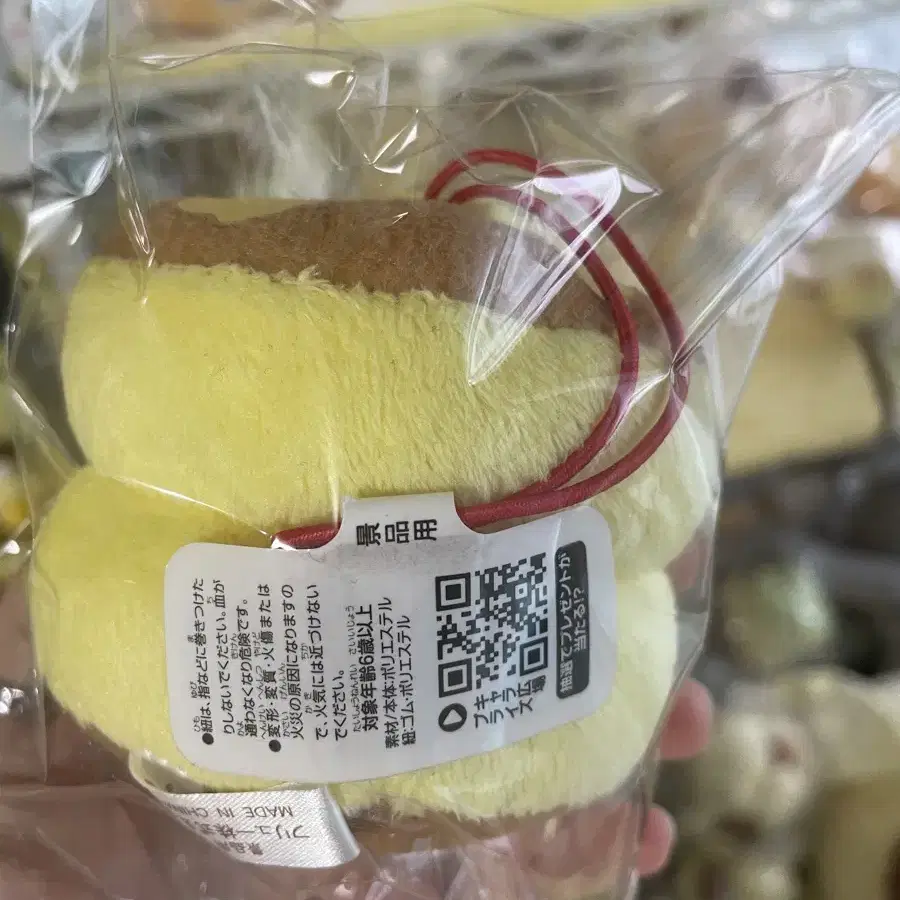 景品用
●紐は、指などに巻きつけた
りしないでください。血が
通わなくなり危険です。
●変形・変質・火傷または
火災の原因になりますの
で、火気には近づけない
でください。
対象年齢6歳以上
素材/本体:ポリエステル
紐:ゴム・ポリエステル
プライズ
キャラ広場
抽選でプレゼントが
当たる!?
フリュー株式
MADE IN